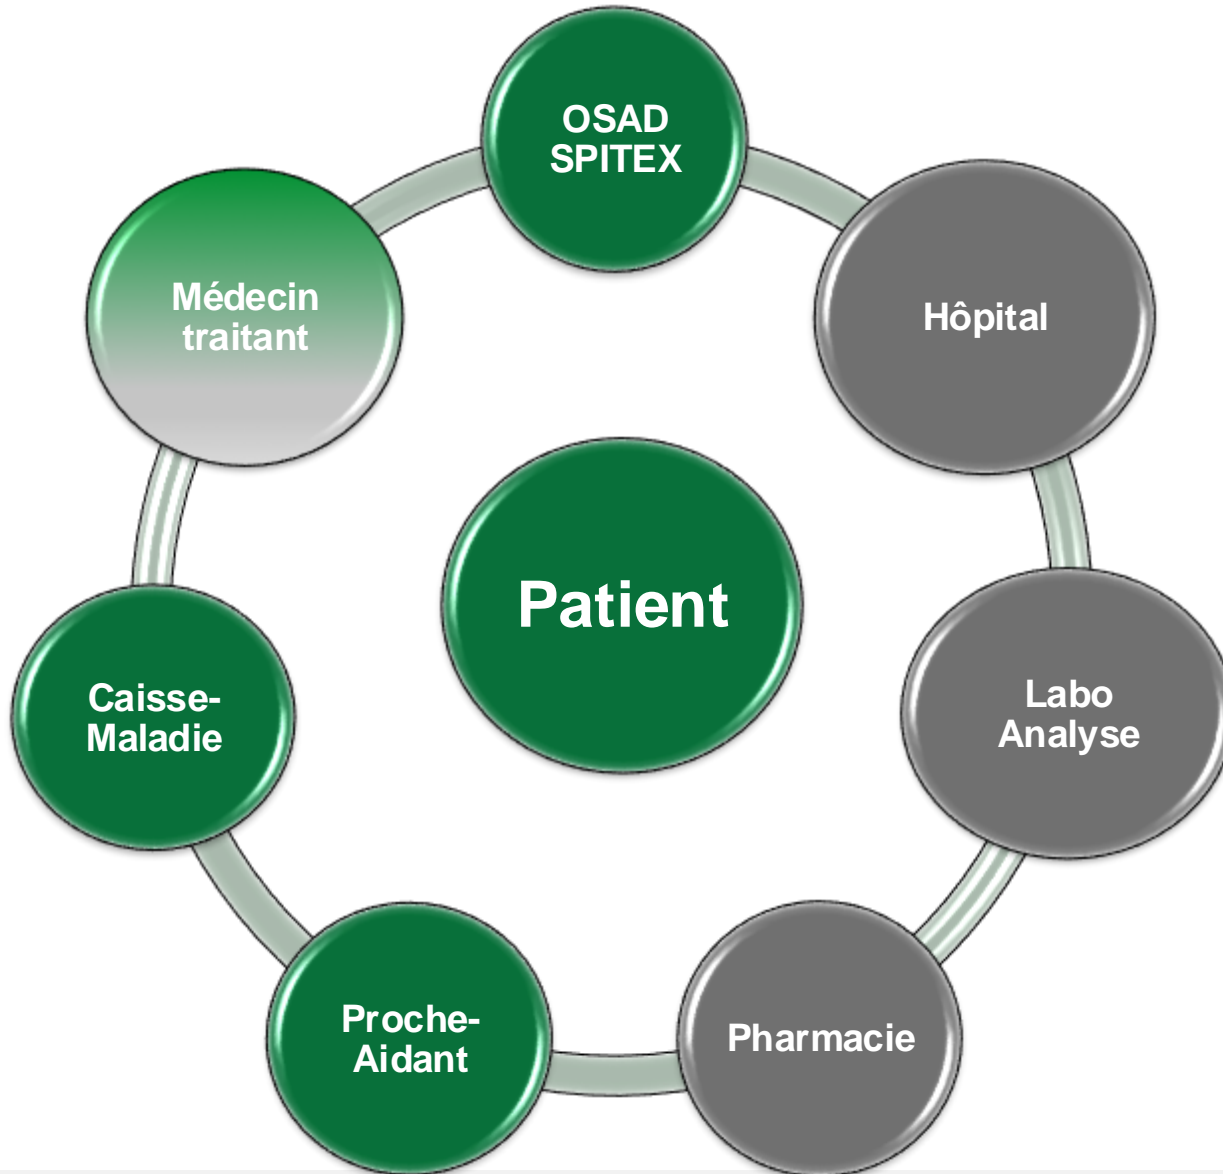 OSAD
SPITEX
Médecin
traitant
Hôpital
Patient
Caisse-
Maladie
Labo
Analyse
Proche-
Aidant
Pharmacie